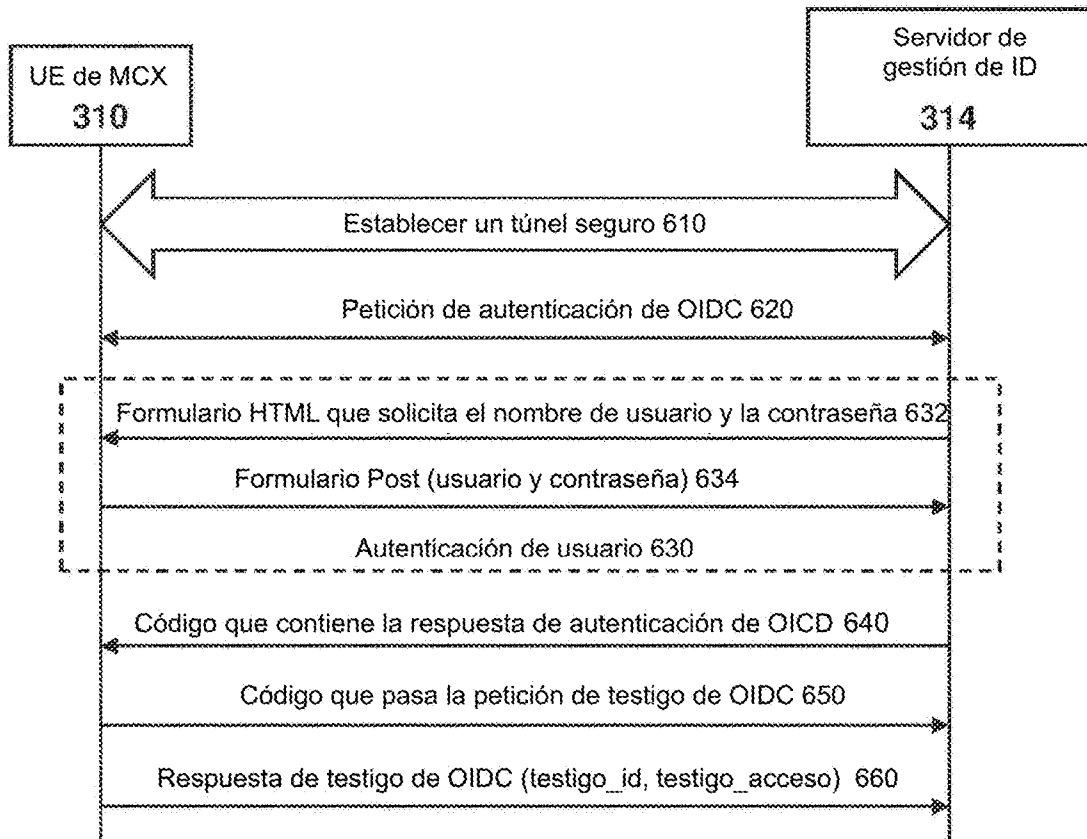 UE de MCX
310
Servidor de
gestión de ID
314
Establecer un túnel seguro 610
Petición de autenticación de OIDC 620
Formulario HTML que solicita el nombre de usuario y la contraseña 632
Formulario Post (usuario y contraseña) 634
Autenticación de usuario 630
Código que contiene la respuesta de autenticación de OICD 640
Código que pasa la petición de testigo de OIDC 650
Respuesta de testigo de OIDC (testigo_id, testigo_acceso) 660